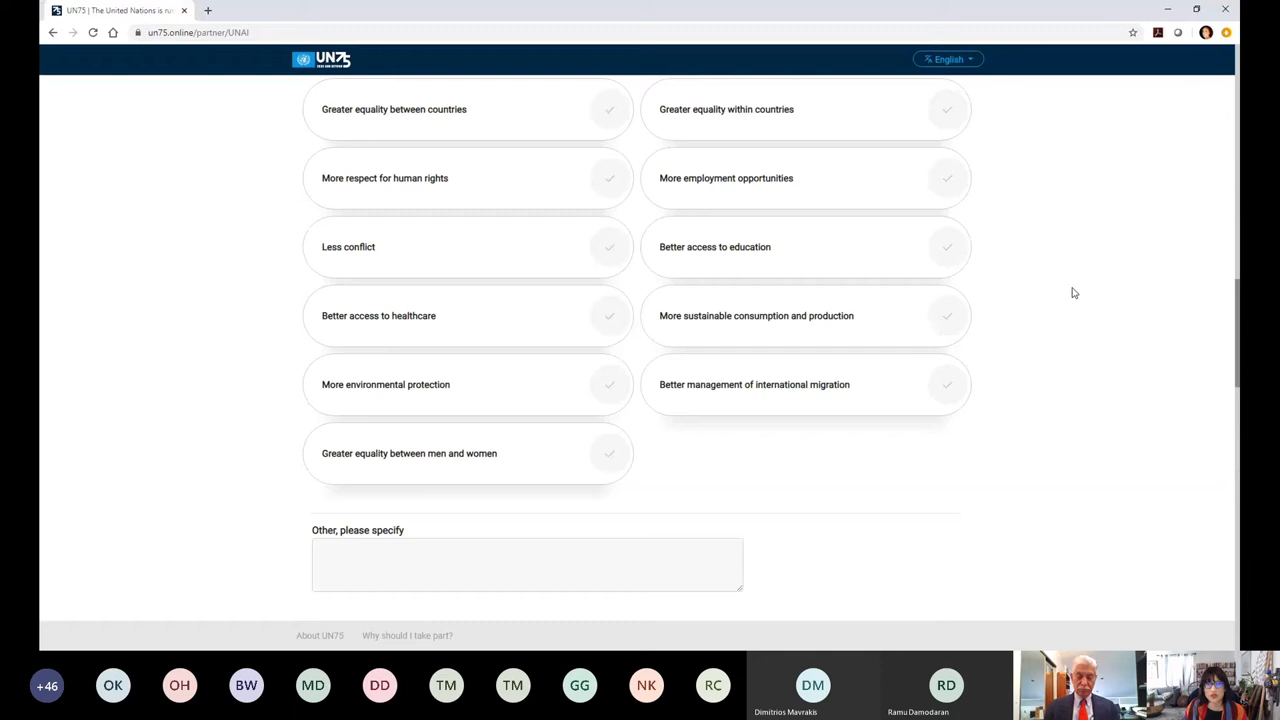 UN75 | The United Nations is ru
un75.online/partner/UNAI
UN75
English
Greater equality between countries
Greater equality within countries
More respect for human rights
More employment opportunities
Less conflict
Better access to education
Better access to healthcare
More sustainable consumption and production
More environmental protection
Better management of international migration
Greater equality between men and women
Other, please specify
About UN75
Why should I take part?
+46
OK
OH
BW
MD
DD
TM
TM
GG
NK
RC
DM
RD
Dimitrios Mavrakis
Ramu Damodaran